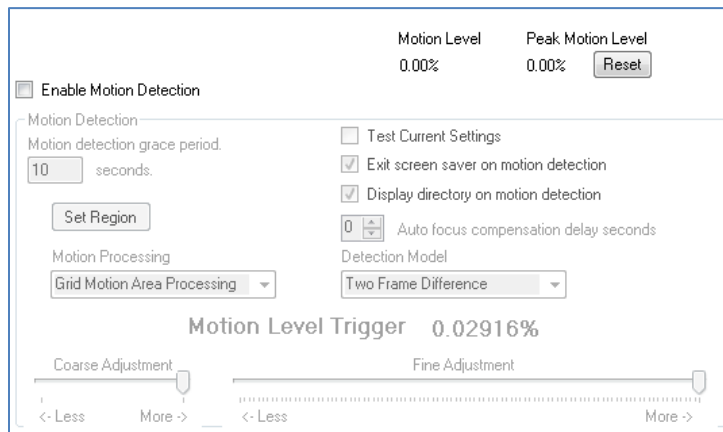 Motion Level Peak Motion Level
0.00% 0.00% Reset
Enable Motion Detection
Motion Detection
Motion detection grace period.
10 seconds.
Set Region
Test Current Settings
Exit screen saver on motion detection
Display directory on motion detection
0 Auto focus compensation delay seconds
Motion Processing
Grid Motion Area Processing
Detection Model
Two Frame Difference
Motion Level Trigger 0.02916%
Coarse Adjustment
<- Less More ->
Fine Adjustment
<- Less More ->